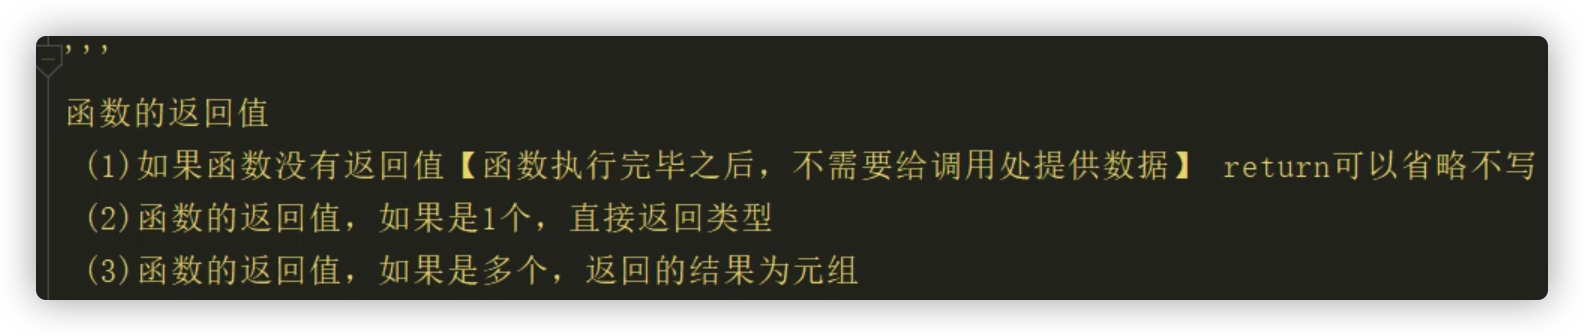 '''
函数的返回值
(1)如果函数没有返回值【函数执行完毕之后，不需要给调用处提供数据】 return可以省略不写
(2)函数的返回值，如果是1个，直接返回类型
(3)函数的返回值，如果是多个，返回的结果为元组